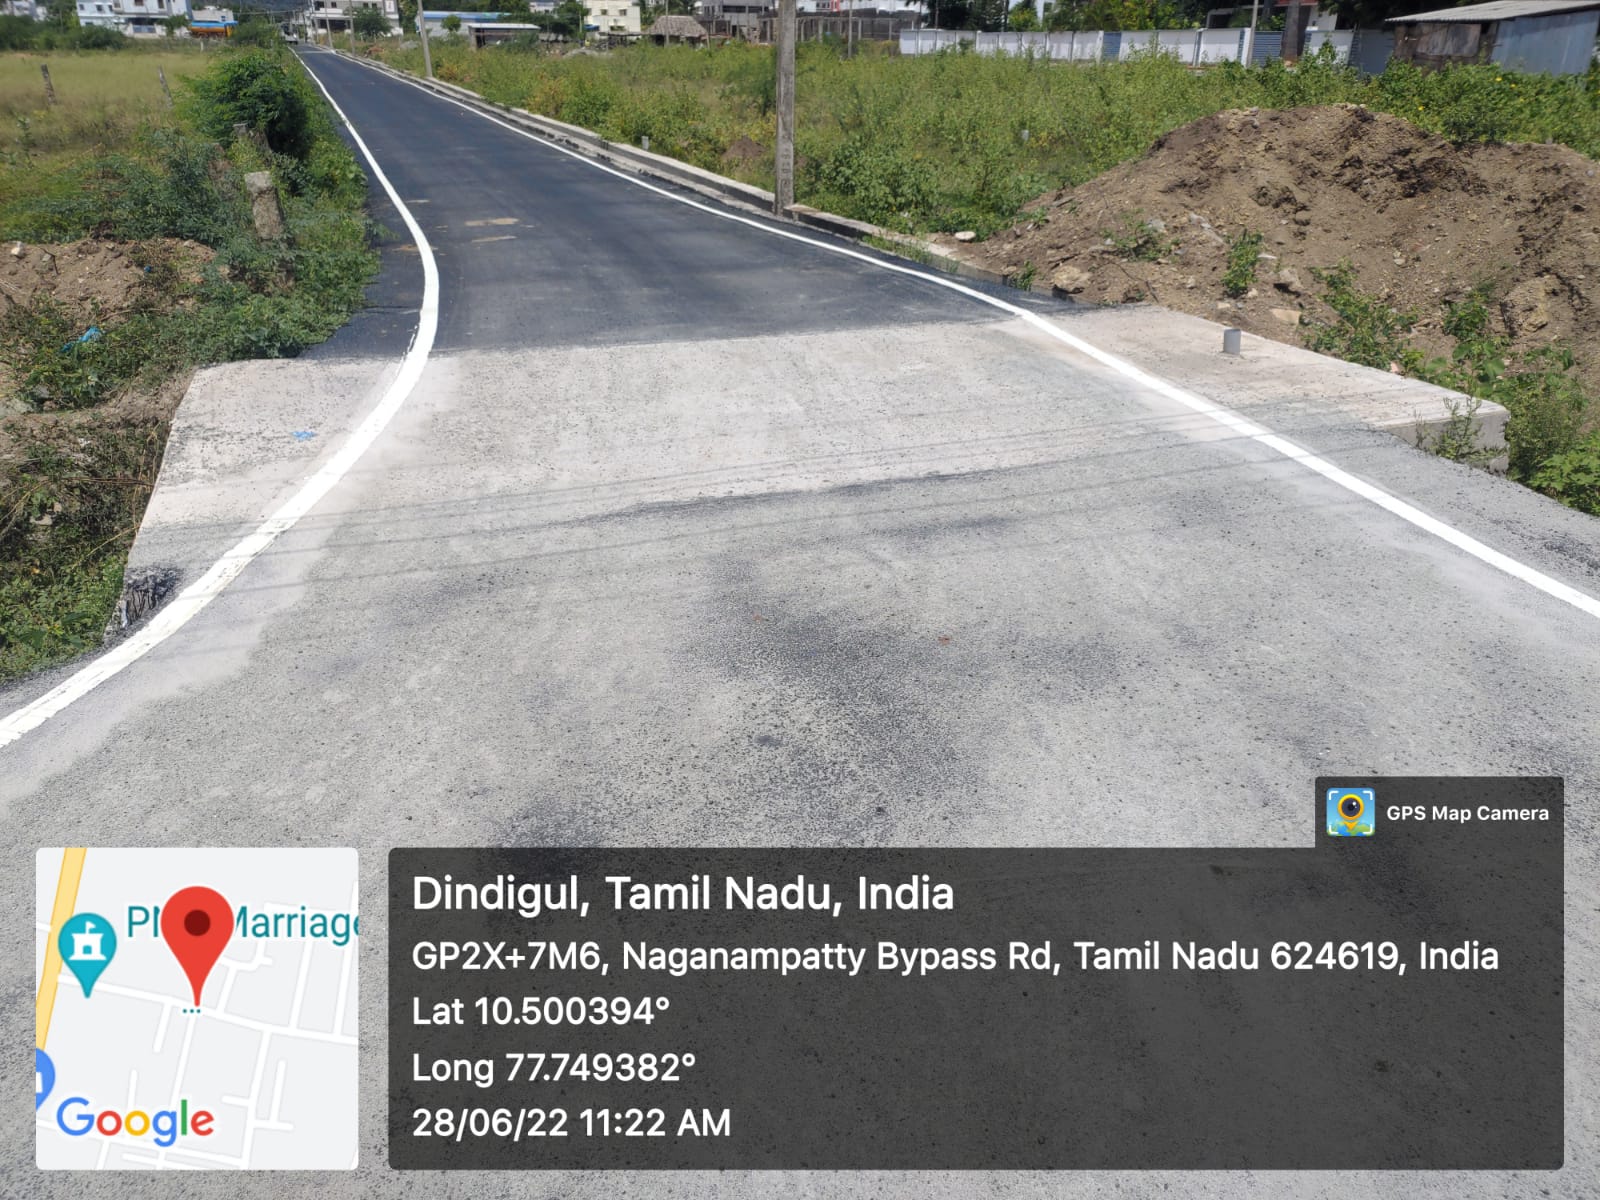 GPS Map Camera
Dindigul, Tamil Nadu, India
GP2X+7M6, Naganampatty Bypass Rd, Tamil Nadu 624619, India
Lat 10.500394°
Long 77.749382°
28/06/22 11:22 AM
Marriage
Google